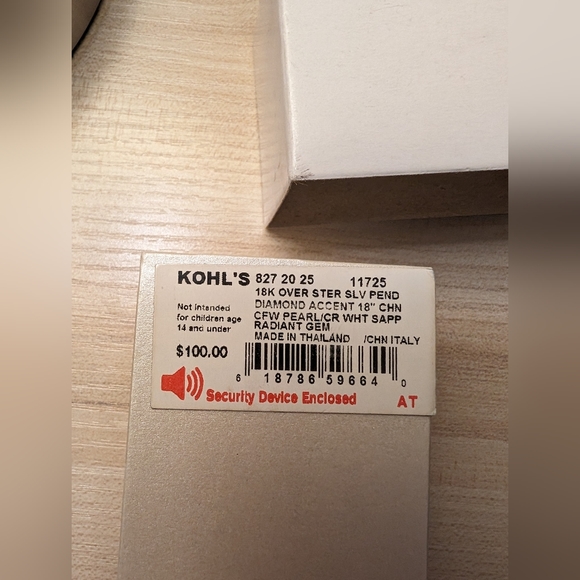 KOHL'S 827 20 25 11725
18K OVER STER SLV PEND
DIAMOND ACCENT 18" CHN
CFW PEARL/CR WHT SAPP
RADIANT GEM
MADE IN THAILAND /CHN ITALY
Not intended
for children age
14 and under
$100.00
6 18786 59664 0
Security Device Enclosed
AT